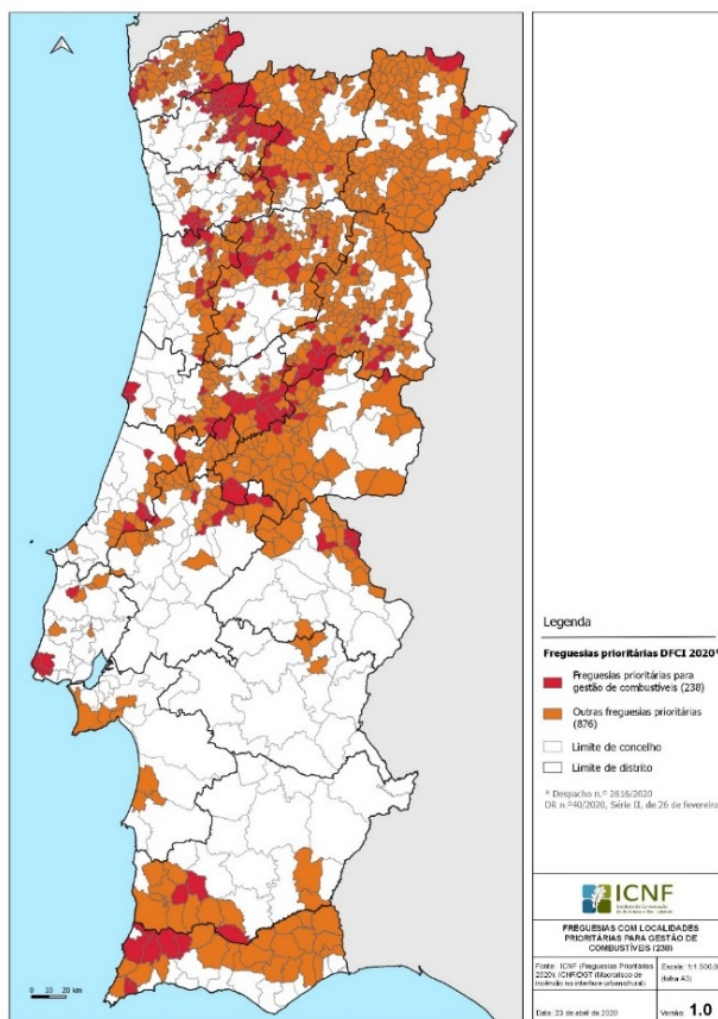 0 10 20 km
Legenda
Freguesias prioritárias DFCI 2020*
Freguesias prioritárias para
gestão de combustíveis (238)
Outras freguesias prioritárias
(876)
Limite de concelho
Limite de distrito
* Despacho n.º 2616/2020
DR n.º40/2020, Série II, de 26 de fevereiro
ICNF
FREGUESIAS COM LOCALIDADES
PRIORITÁRIAS PARA GESTÃO DE
COMBUSTÍVEIS (238)
Fonte: ICNF (Freguesias Prioritárias
2020); ICNF/DGT (Macrorisco de
incêndio no interface urbano/rural)
Escala: 1:1 500.0
(folha A3)
Data: 23 de abril de 2020
Versão: 1.0